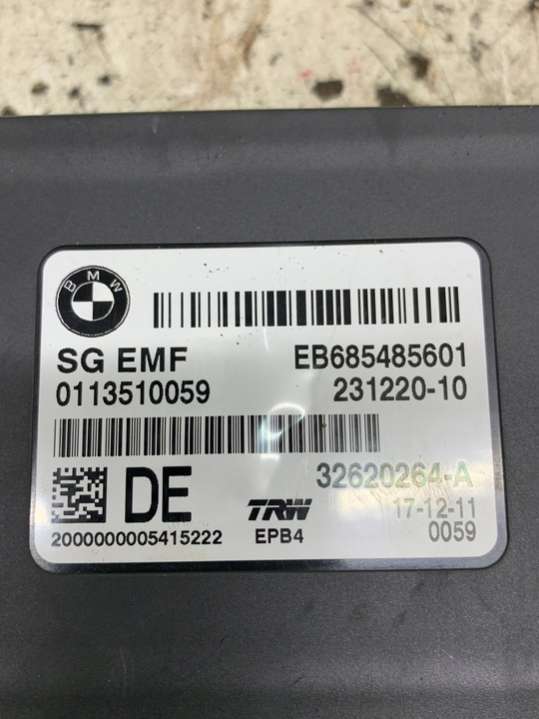 BMW
SG EMF EB685485601
0113510059 231220-10
DE 32620264-A
TRW 17-12-11
2000000005415222 EPB4 0059